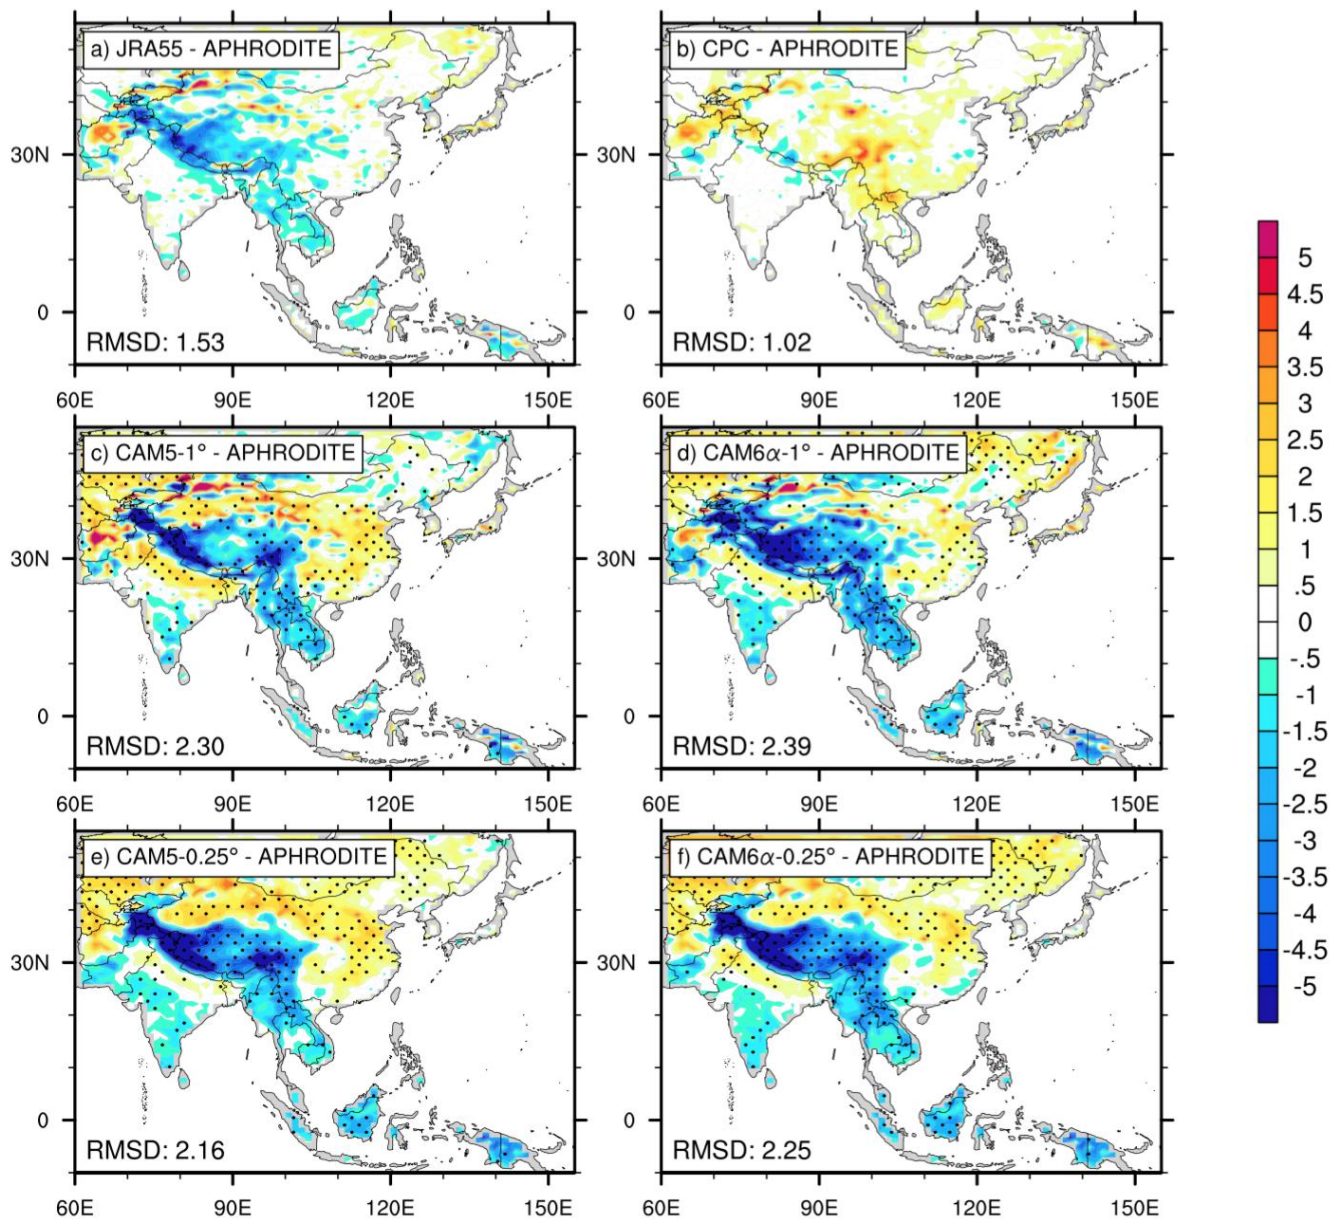 a) JRA55 - APHRODITE
b) CPC - APHRODITE
30N
30N
0
0
RMSD: 1.53
RMSD: 1.02
60E 90E 120E 150E
60E 90E 120E 150E
c) CAM5-1° - APHRODITE
d) CAM6α-1° - APHRODITE
30N
30N
0
0
RMSD: 2.30
RMSD: 2.39
60E 90E 120E 150E
60E 90E 120E 150E
e) CAM5-0.25° - APHRODITE
f) CAM6α-0.25° - APHRODITE
30N
30N
0
0
RMSD: 2.16
RMSD: 2.25
60E 90E 120E 150E
60E 90E 120E 150E
5
4.5
4
3.5
3
2.5
2
1.5
1
.5
0
-.5
-1
-1.5
-2
-2.5
-3
-3.5
-4
-4.5
-5